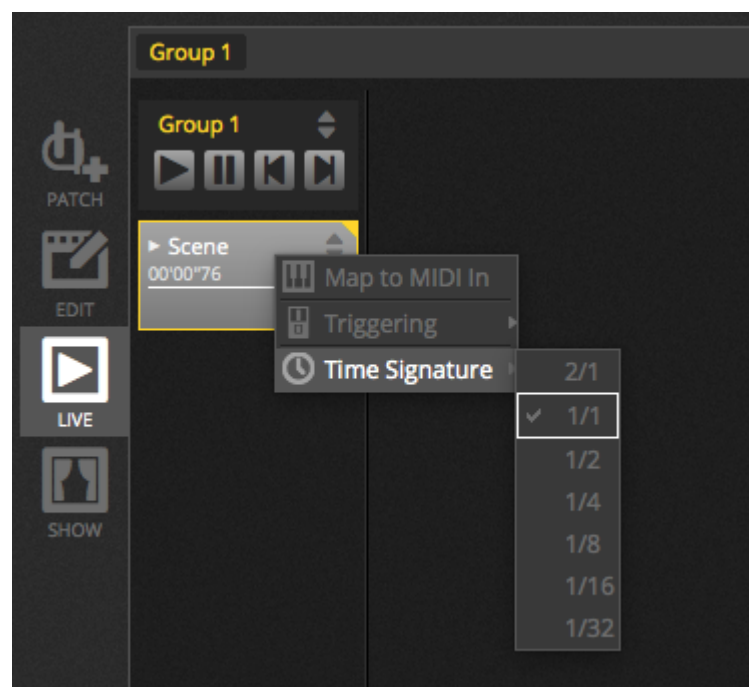 Group 1
Group 1
PATCH
Scene
00'00"76
Map to MIDI In
EDIT
Triggering
Time Signature
2/1
1/1
LIVE
1/2
1/4
SHOW
1/8
1/16
1/32